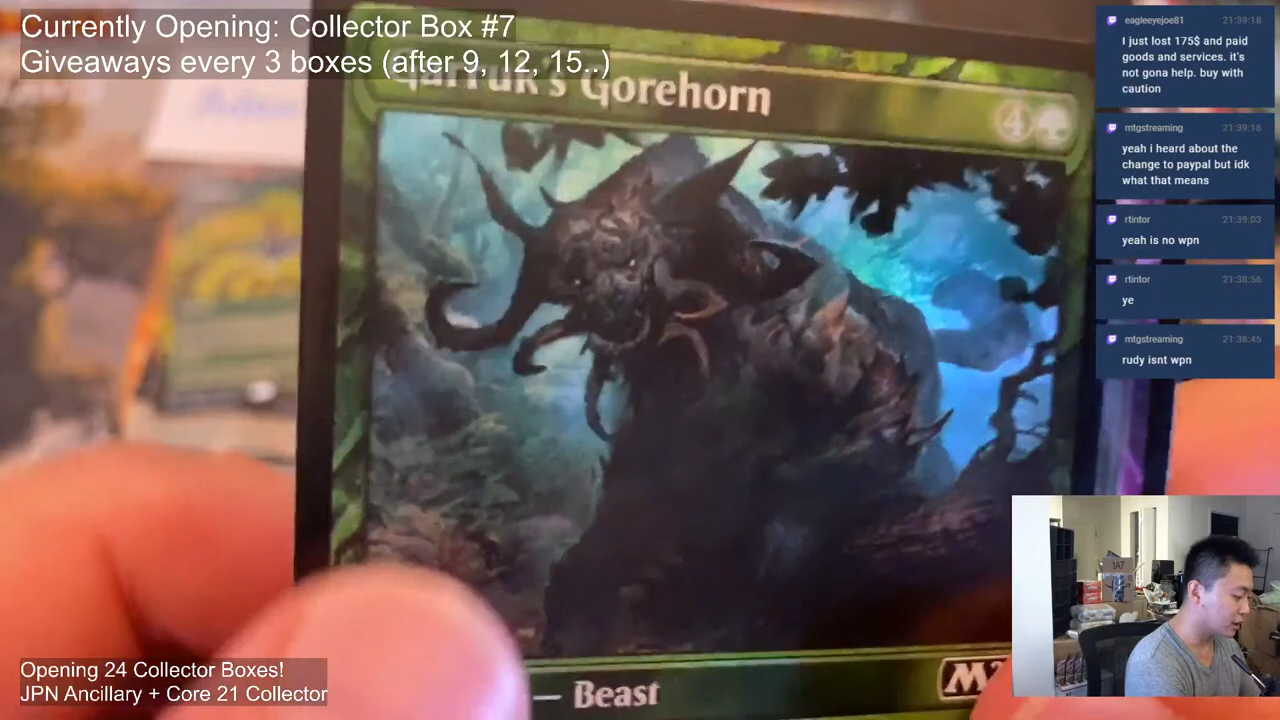 Currently Opening: Collector Box #7
Giveaways every 3 boxes (after 9, 12, 15..)
Garruk's Gorehorn
4
— Beast
M2
Opening 24 Collector Boxes!
JPN Ancillary + Core 21 Collector
eagleeyejoe81 21:39:18
I just lost 175$ and paid
goods and services. it's
not gona help. buy with
caution
mtgstreaming 21:39:16
yeah i heard about the
change to paypal but idk
what that means
rtintor 21:39:03
yeah is no wpn
rtintor 21:38:56
ye
mtgstreaming 21:38:45
rudy isnt wpn
1A7